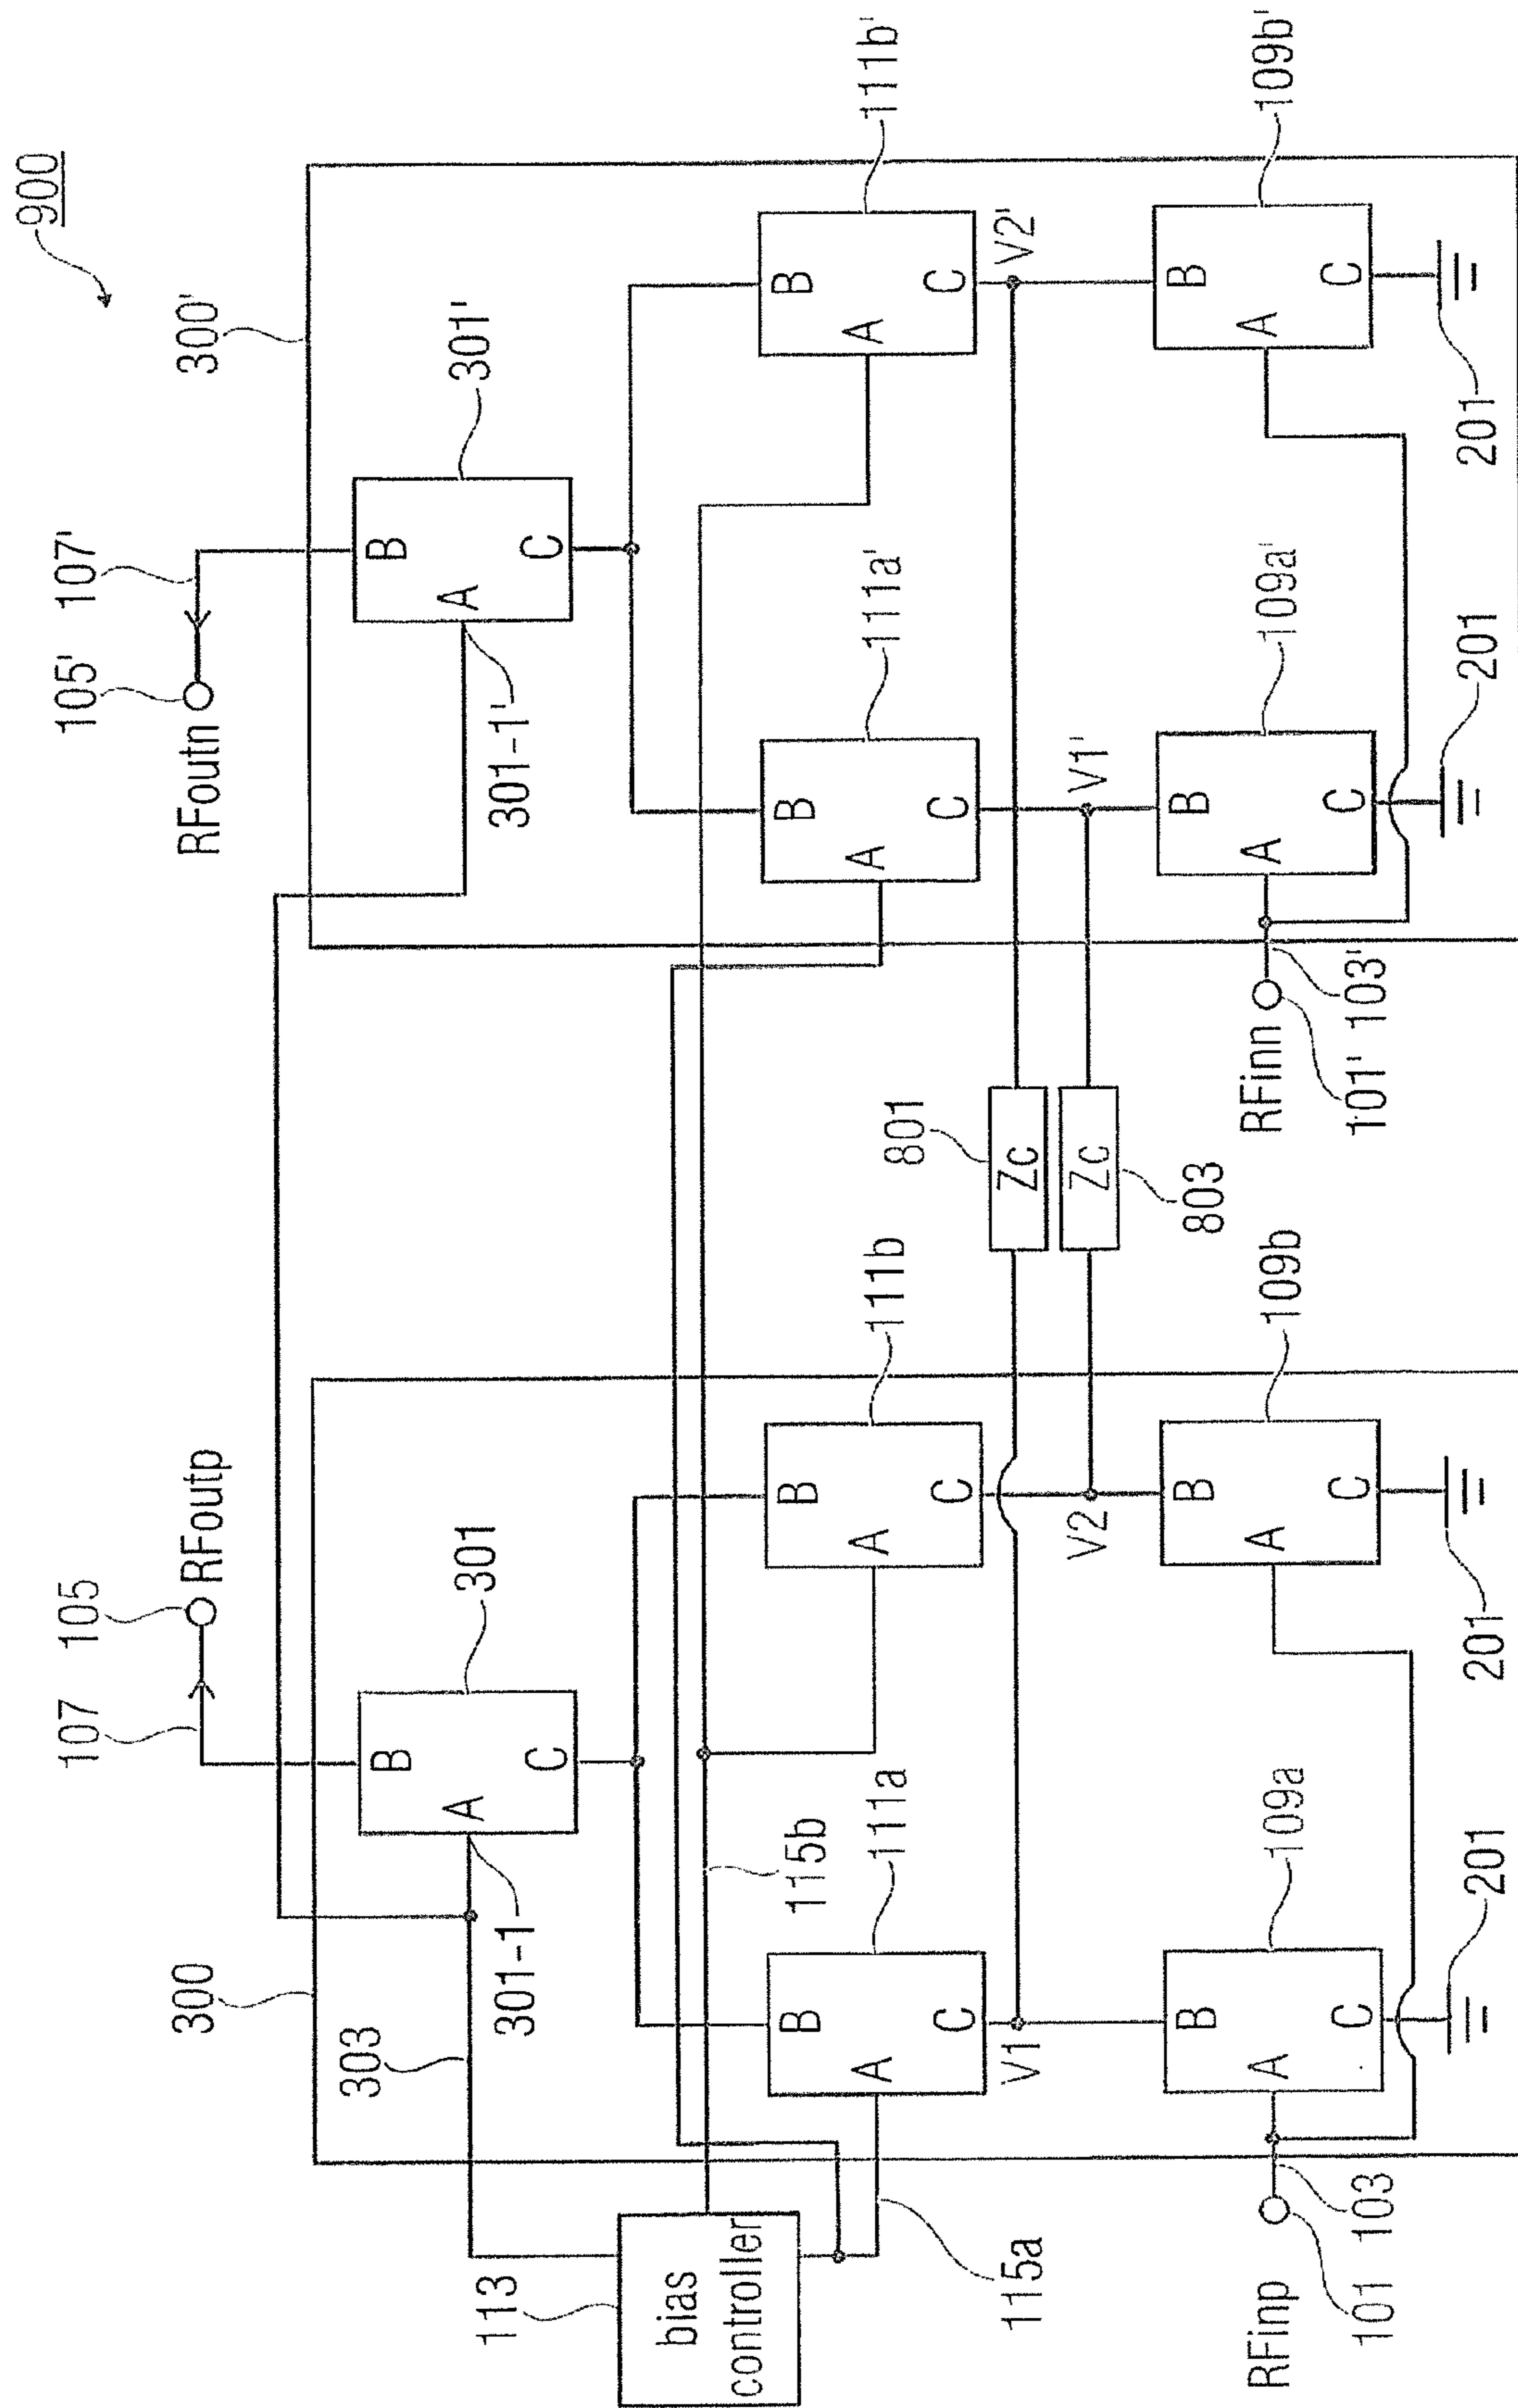 900
105' 107' 300'
RFoutn
301'
B
A
C
301-1'
111a' 111b'
B
A
C
B
A
C
V1' V2'
109a' 109b'
B
A
C
B
A
C
201
201
RFinn
101' 103'
801
Zc
Zc
803
107 105
RFoutp
300
303
301
B
A
C
301-1
113
bias
controller
115b
115a
111a
111b
B
A
C
B
A
C
V1
V2
109a
109b
B
A
C
B
A
C
201
201
RFinp
101
103